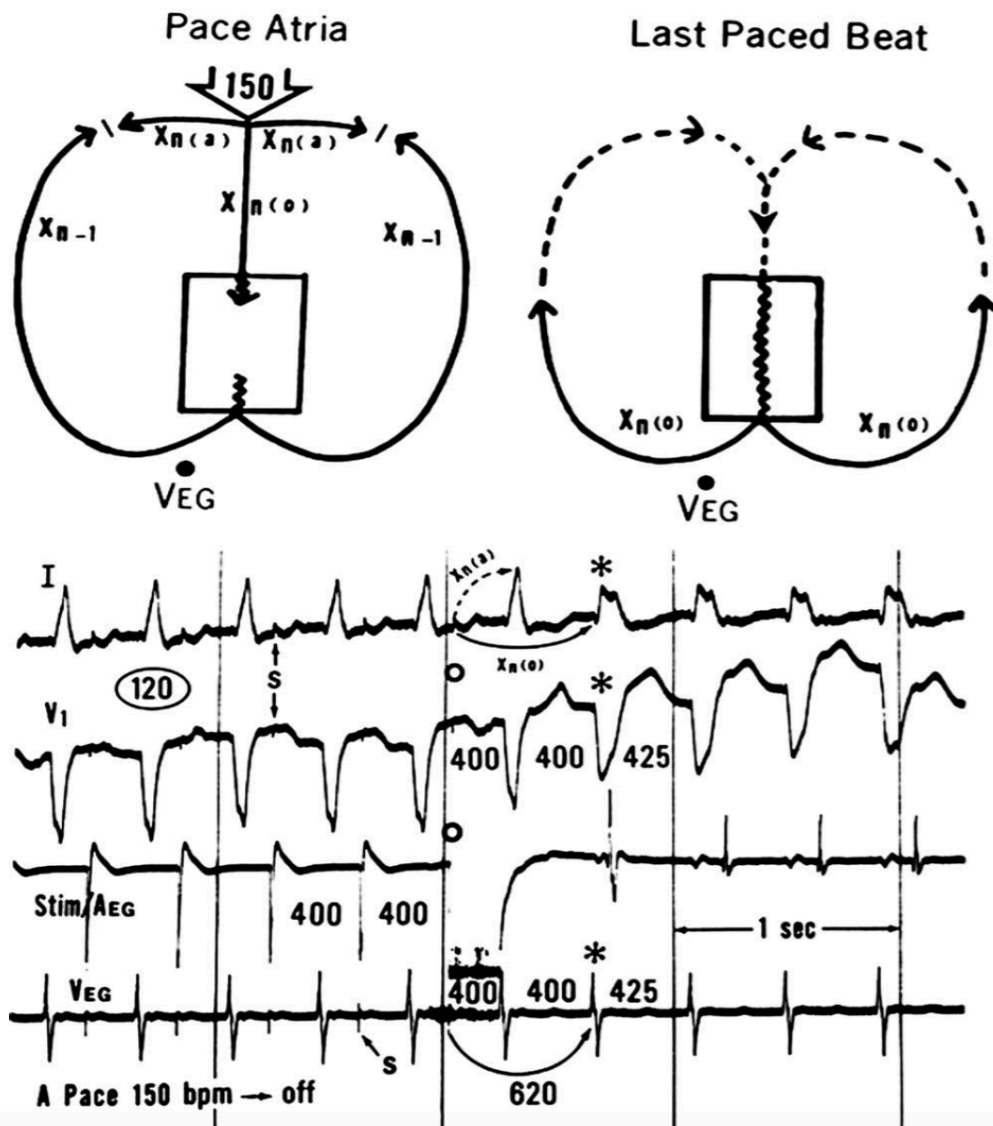 Pace Atria
Last Paced Beat
150
Xn(a) Xn(a)
Xn(o)
Xn-1 Xn-1
Xn(o) Xn(o)
VEG
VEG
I
Xn(a)
*
Xn(o)
S
120
V1
*
400 400 425
Stim/AEG
400 400
1 sec
VEG
*
400 400 425
S
620
A Pace 150 bpm → off